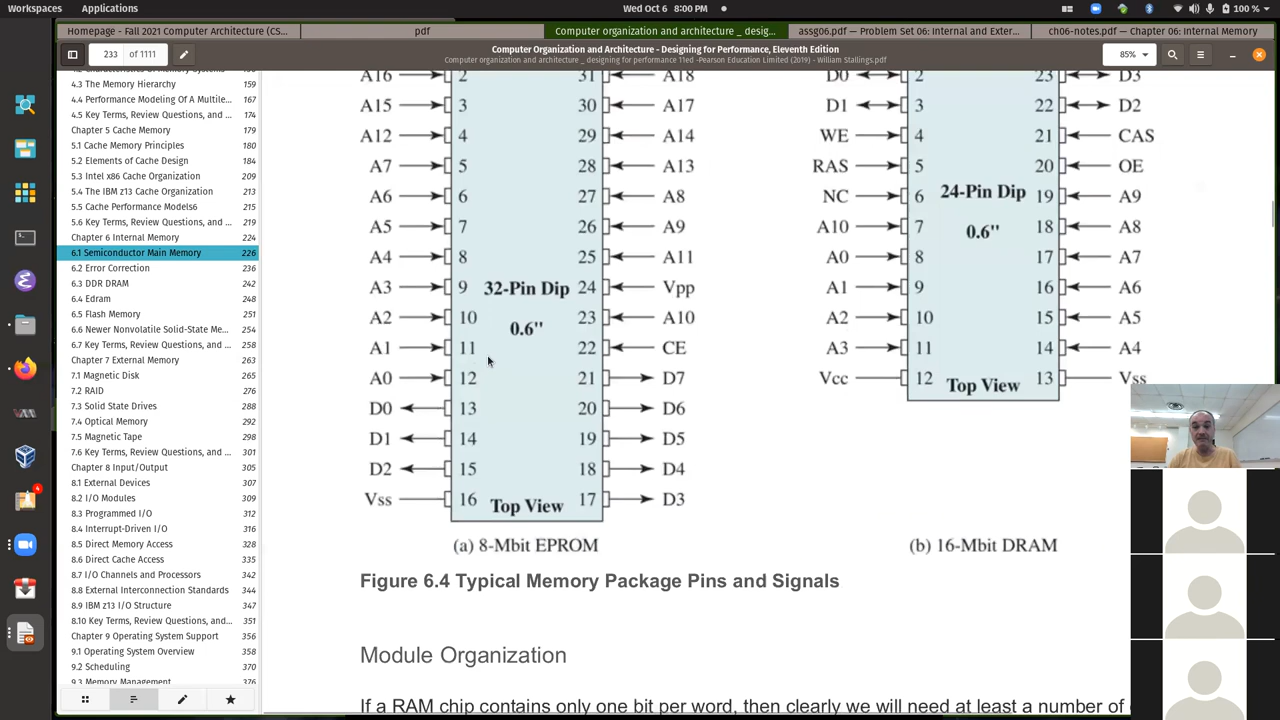 Workspaces Applications Wed Oct 6 8:00 PM 100 %
Homepage - Fall 2021 Computer Architecture (CS...
pdf
Computer organization and architecture _ desig...
assg06.pdf — Problem Set 06: Internal and Exter...
ch06-notes.pdf — Chapter 06: Internal Memory
233 of 1111
Computer Organization and Architecture - Designing for Performance, Eleventh Edition
Computer organization and architecture _ designing for performance 11ed -Pearson Education Limited (2019) - William Stallings.pdf
85%
4.3 The Memory Hierarchy 159
4.4 Performance Modeling Of A Multile... 167
4.5 Key Terms, Review Questions, and ... 174
Chapter 5 Cache Memory 179
5.1 Cache Memory Principles 180
5.2 Elements of Cache Design 184
5.3 Intel x86 Cache Organization 209
5.4 The IBM z13 Cache Organization 213
5.5 Cache Performance Models6 215
5.6 Key Terms, Review Questions, and ... 219
Chapter 6 Internal Memory 224
6.1 Semiconductor Main Memory 226
6.2 Error Correction 236
6.3 DDR DRAM 242
6.4 Edram 248
6.5 Flash Memory 251
6.6 Newer Nonvolatile Solid-State Me... 254
6.7 Key Terms, Review Questions, and ... 258
Chapter 7 External Memory 263
7.1 Magnetic Disk 265
7.2 RAID 276
7.3 Solid State Drives 288
7.4 Optical Memory 292
7.5 Magnetic Tape 298
7.6 Key Terms, Review Questions, and ... 301
Chapter 8 Input/Output 305
8.1 External Devices 307
8.2 I/O Modules 309
8.3 Programmed I/O 312
8.4 Interrupt-Driven I/O 316
8.5 Direct Memory Access 328
8.6 Direct Cache Access 335
8.7 I/O Channels and Processors 342
8.8 External Interconnection Standards 344
8.9 IBM z13 I/O Structure 347
8.10 Key Terms, Review Questions, and... 351
Chapter 9 Operating System Support 356
9.1 Operating System Overview 358
9.2 Scheduling 370
9.3 Memory Management 376
4
A16 2 31 A18
A15 3 30 A17
A12 4 29 A14
A7 5 28 A13
A6 6 27 A8
A5 7 26 A9
A4 8 25 A11
A3 9 32-Pin Dip 24 Vpp
A2 10 0.6" 23 A10
A1 11 22 CE
A0 12 21 D7
D0 13 20 D6
D1 14 19 D5
D2 15 18 D4
Vss 16 Top View 17 D3
(a) 8-Mbit EPROM
D0 2 23 D3
D1 3 22 D2
WE 4 21 CAS
RAS 5 20 OE
NC 6 24-Pin Dip 19 A9
A10 7 0.6" 18 A8
A0 8 17 A7
A1 9 16 A6
A2 10 15 A5
A3 11 14 A4
Vcc 12 Top View 13 Vss
(b) 16-Mbit DRAM
Figure 6.4 Typical Memory Package Pins and Signals
Module Organization
If a RAM chip contains only one bit per word, then clearly we will need at least a number of